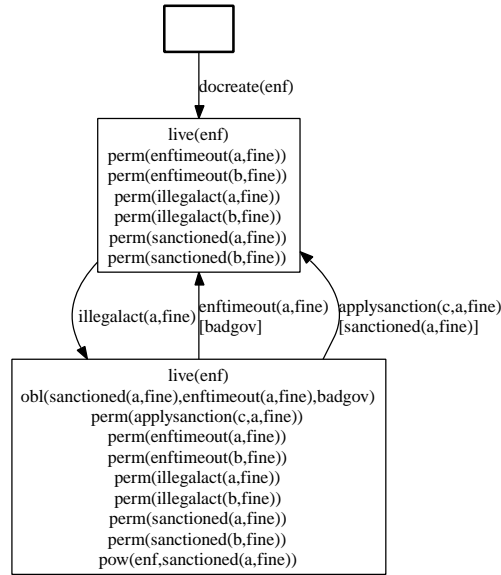 docreate(enf)
live(enf)
perm(enftimeout(a,fine))
perm(enftimeout(b,fine))
perm(illegalact(a,fine))
perm(illegalact(b,fine))
perm(sanctioned(a,fine))
perm(sanctioned(b,fine))
illegalact(a,fine)
enftimeout(a,fine)
[badgov]
applysanction(c,a,fine)
[sanctioned(a,fine)]
live(enf)
obl(sanctioned(a,fine),enftimeout(a,fine),badgov)
perm(applysanction(c,a,fine))
perm(enftimeout(a,fine))
perm(enftimeout(b,fine))
perm(illegalact(a,fine))
perm(illegalact(b,fine))
perm(sanctioned(a,fine))
perm(sanctioned(b,fine))
pow(enf,sanctioned(a,fine))